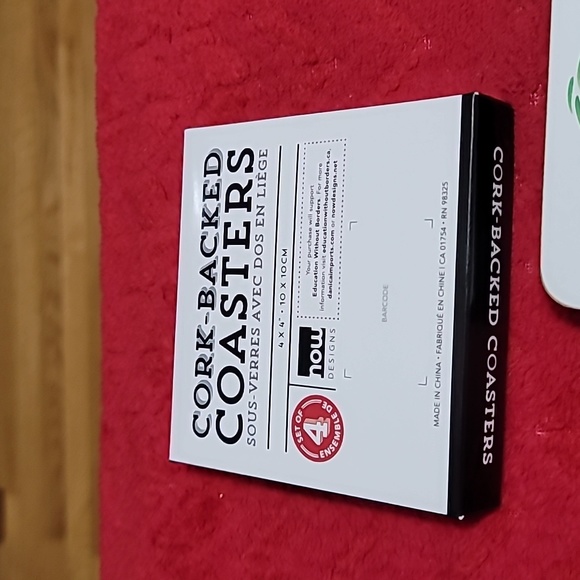 CORK-BACKED
COASTERS
SOUS-VERRES AVEC DOS EN LIÈGE
4 X 4" • 10 X 10CM
SET OF
4
ENSEMBLE DE
now
DESIGNS
Your purchase will support
Education Without Borders. For more
information visit educationwithoutborders.ca,
danicaimports.com or nowdesigns.net
BARCODE
MADE IN CHINA • FABRIQUÉ EN CHINE | CA 01754 • RN 98325
CORK-BACKED COASTERS